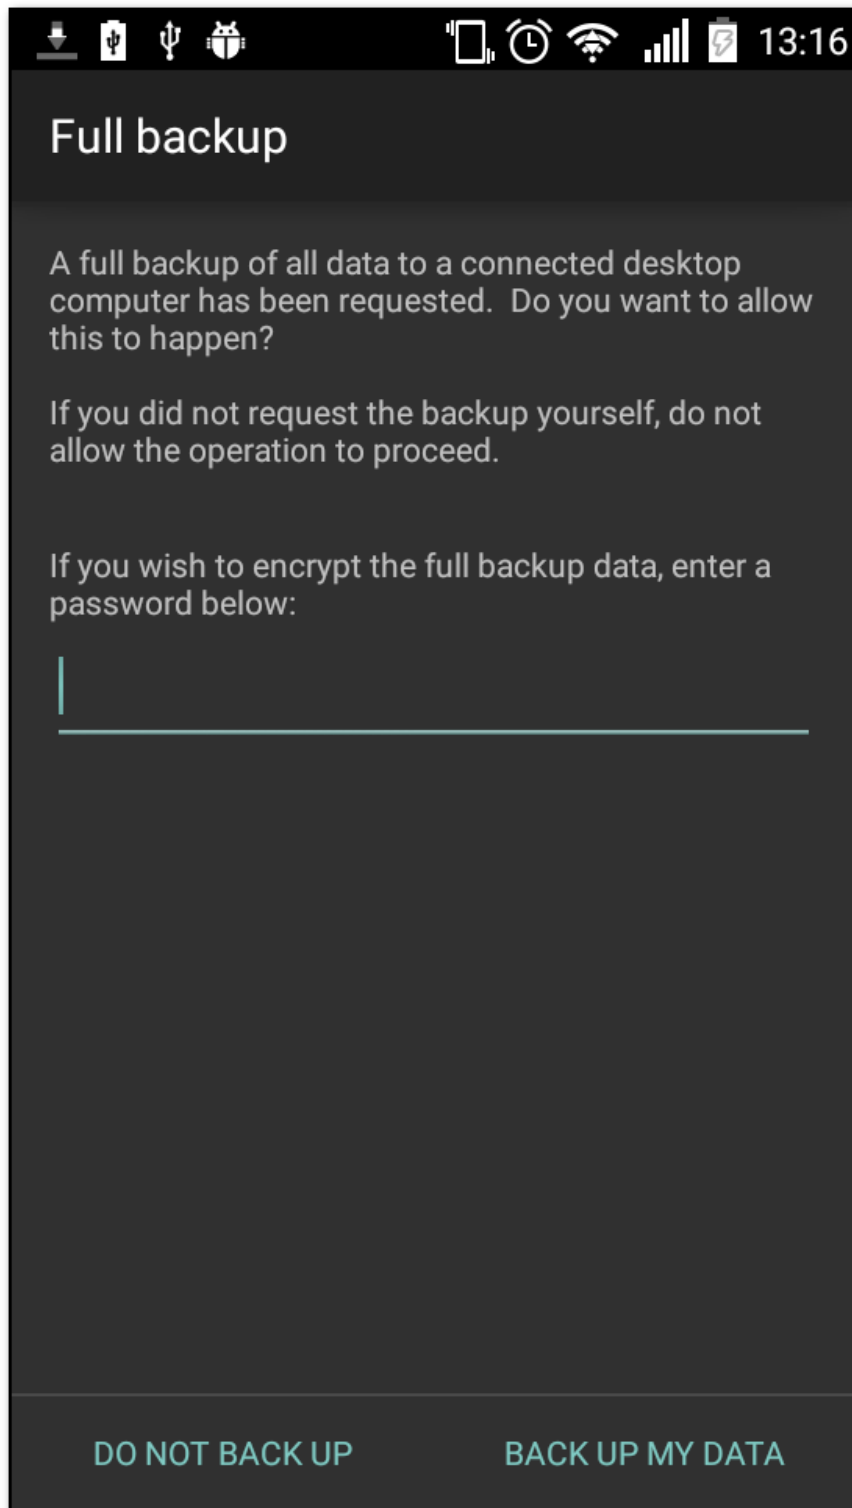 13:16
Full backup
A full backup of all data to a connected desktop
computer has been requested.  Do you want to allow
this to happen?
If you did not request the backup yourself, do not
allow the operation to proceed.
If you wish to encrypt the full backup data, enter a
password below:
DO NOT BACK UP
BACK UP MY DATA